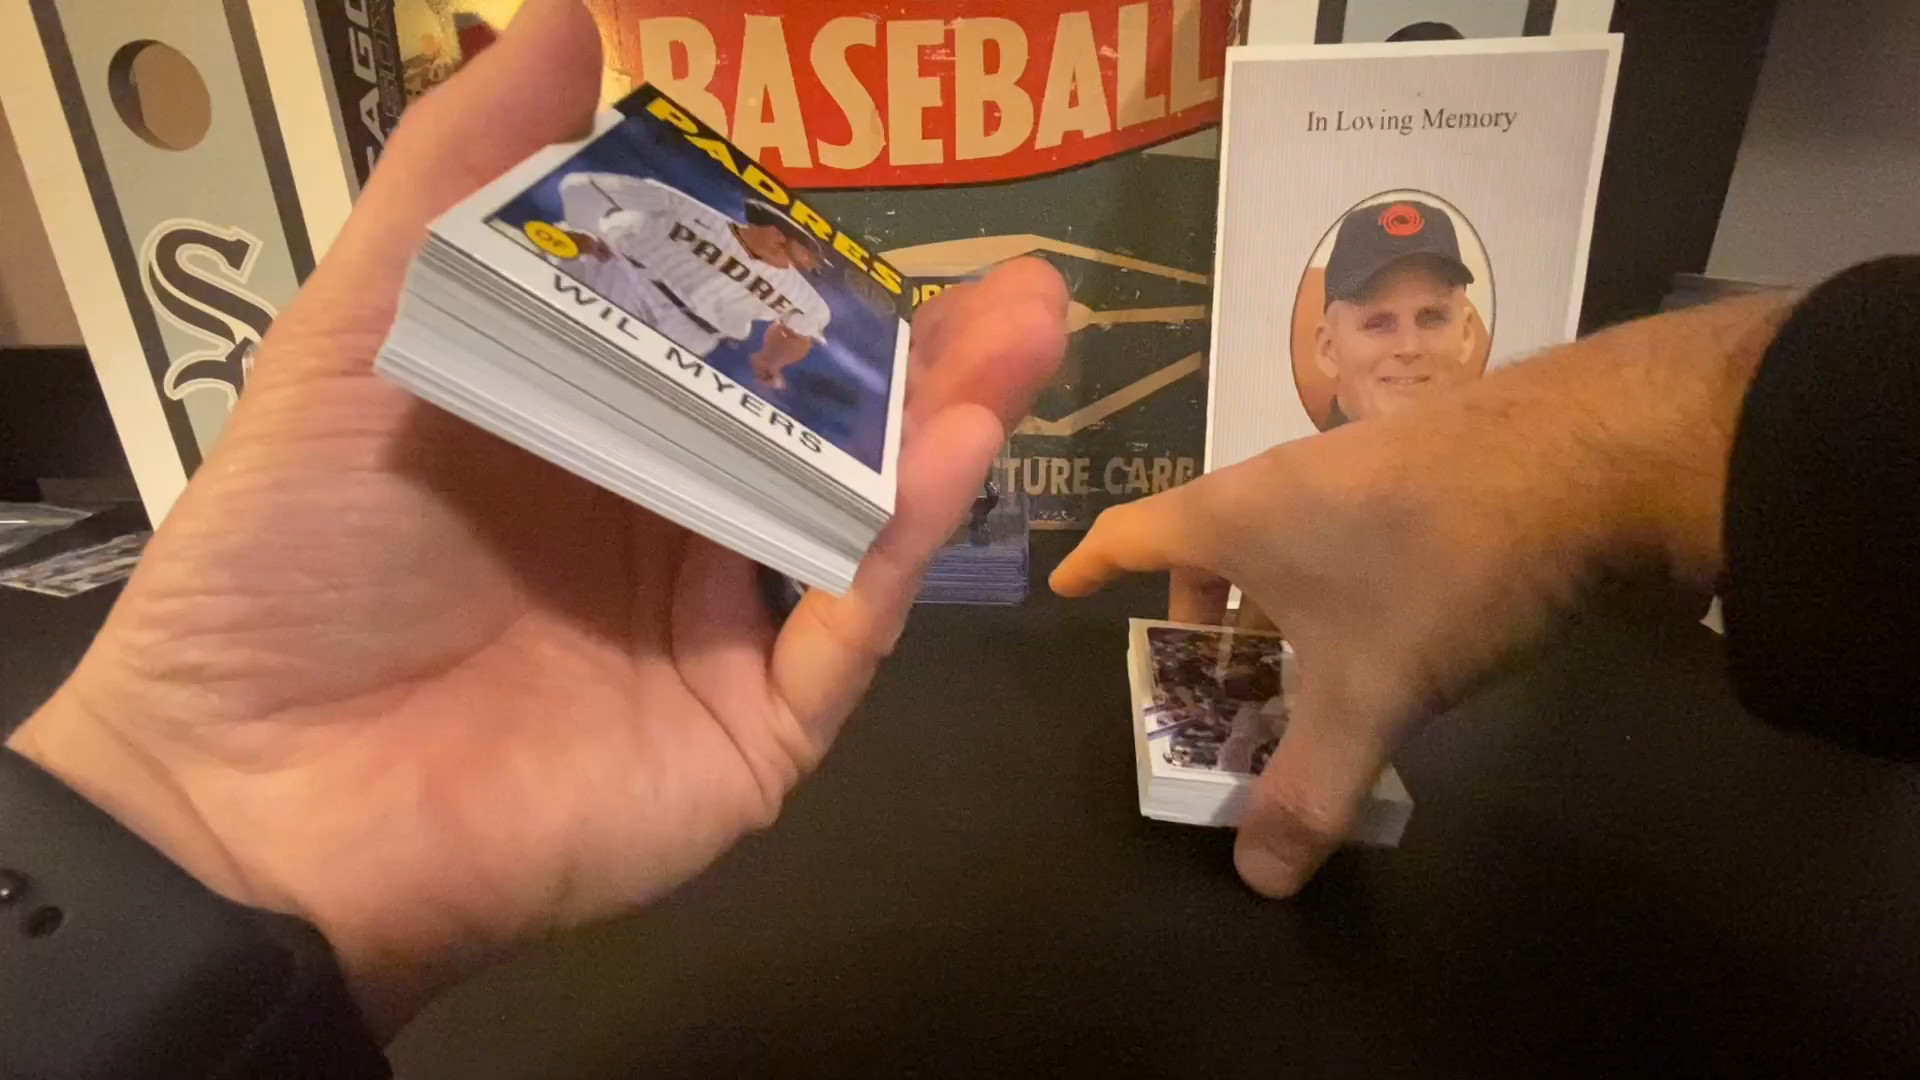 BASEBALL
In Loving Memory
PADRES
OF
PADRES
WIL MYERS
TURE CARD